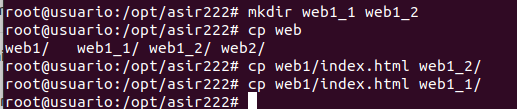 root@usuario:/opt/asir222# mkdir web1_1 web1_2
root@usuario:/opt/asir222# cp web
web1/   web1_1/ web1_2/ web2/
root@usuario:/opt/asir222# cp web1/index.html web1_2/
root@usuario:/opt/asir222# cp web1/index.html web1_1/
root@usuario:/opt/asir222#